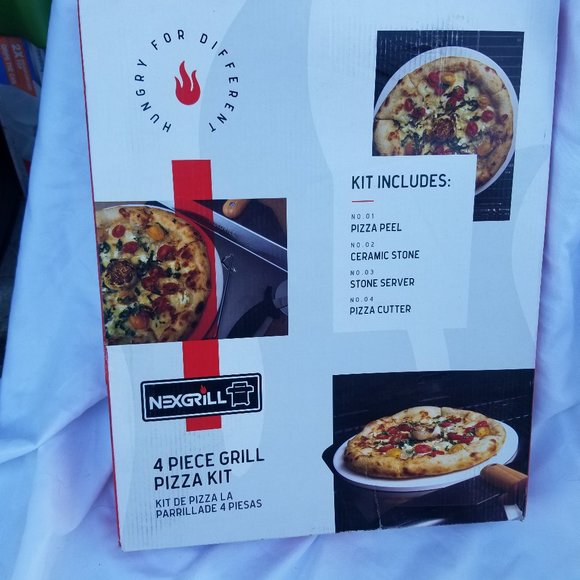 HUNGRY FOR DIFFERENT
KIT INCLUDES:
NO.01
PIZZA PEEL
NO.02
CERAMIC STONE
NO.03
STONE SERVER
NO.04
PIZZA CUTTER
NEXGRILL
4 PIECE GRILL
PIZZA KIT
KIT DE PIZZA LA
PARRILLADE 4 PIESAS